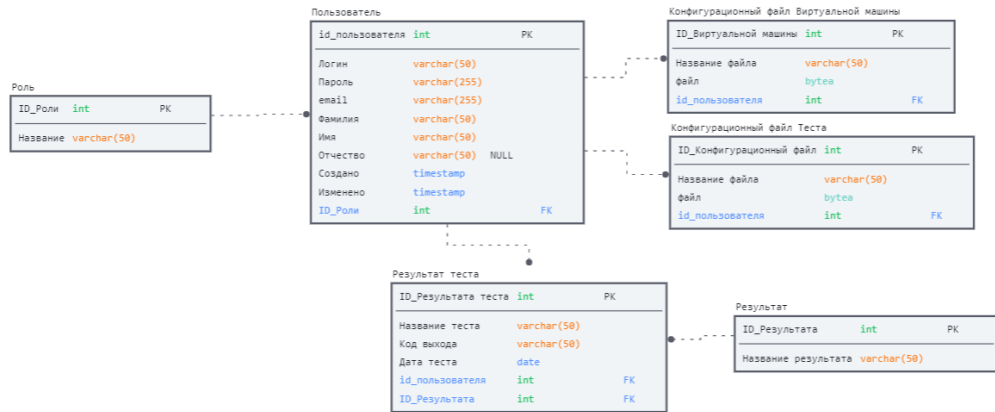 Роль
ID_Роли int PK
Название varchar(50)
Пользователь
id_пользователя int PK
Логин varchar(50)
Пароль varchar(255)
email varchar(255)
Фамилия varchar(50)
Имя varchar(50)
Отчество varchar(50) NULL
Создано timestamp
Изменено timestamp
ID_Роли int FK
Конфигурационный файл Виртуальной машины
ID_Виртуальной машины int PK
Название файла varchar(50)
файл bytea
id_пользователя int FK
Конфигурационный файл Теста
ID_Конфигурационный файл int PK
Название файла varchar(50)
файл bytea
id_пользователя int FK
Результат теста
ID_Результата теста int PK
Название теста varchar(50)
Код выхода varchar(50)
Дата теста date
id_пользователя int FK
ID_Результата int FK
Результат
ID_Результата int PK
Название результата varchar(50)